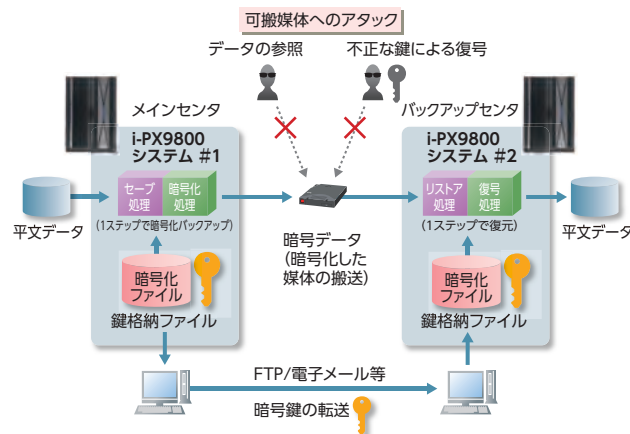 可搬媒体へのアタック
データの参照
不正な鍵による復号
メインセンタ
バックアップセンタ
i-PX9800
システム #1
i-PX9800
システム #2
セーブ
処理
暗号化
処理
リストア
処理
復号
処理
(1ステップで暗号化バックアップ)
(1ステップで復元)
平文データ
平文データ
暗号データ
(暗号化した
媒体の搬送)
暗号化
ファイル
暗号化
ファイル
鍵格納ファイル
鍵格納ファイル
FTP/電子メール等
暗号鍵の転送